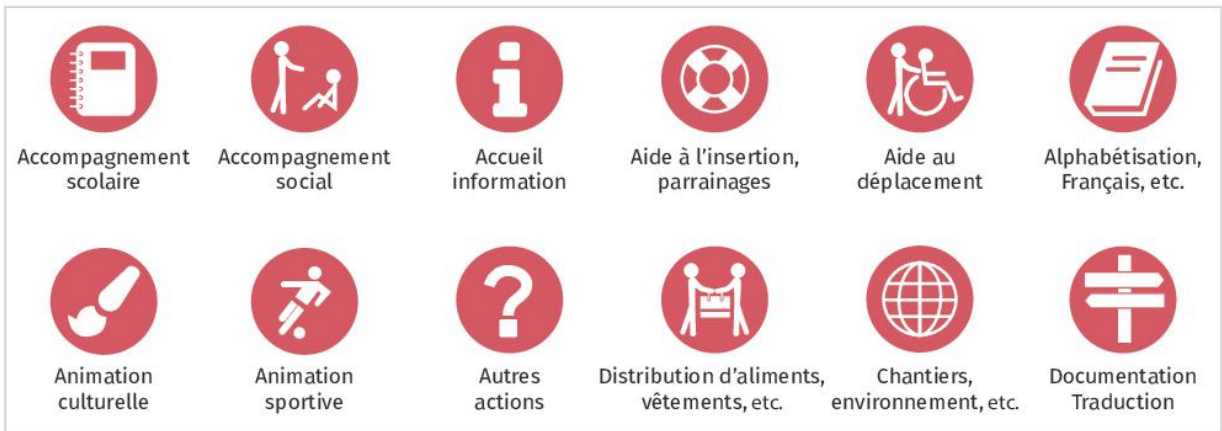 Accompagnement
scolaire
Accompagnement
social
Accueil
information
Aide à l'insertion,
parrainages
Aide au
déplacement
Alphabétisation,
Français, etc.
Animation
culturelle
Animation
sportive
Autres
actions
Distribution d'aliments,
vêtements, etc.
Chantiers,
environnement, etc.
Documentation
Traduction